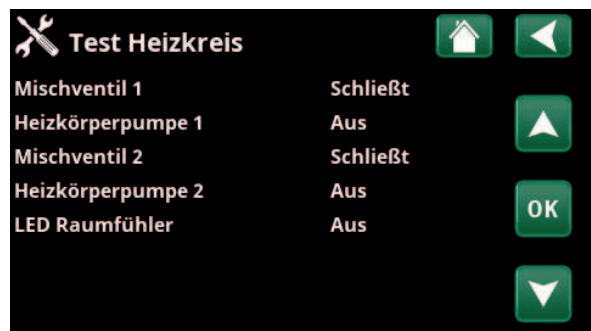 Test Heizkreis
Mischventil 1 Schließt
Heizkörperpumpe 1 Aus
Mischventil 2 Schließt
Heizkörperpumpe 2 Aus
LED Raumfühler Aus
OK